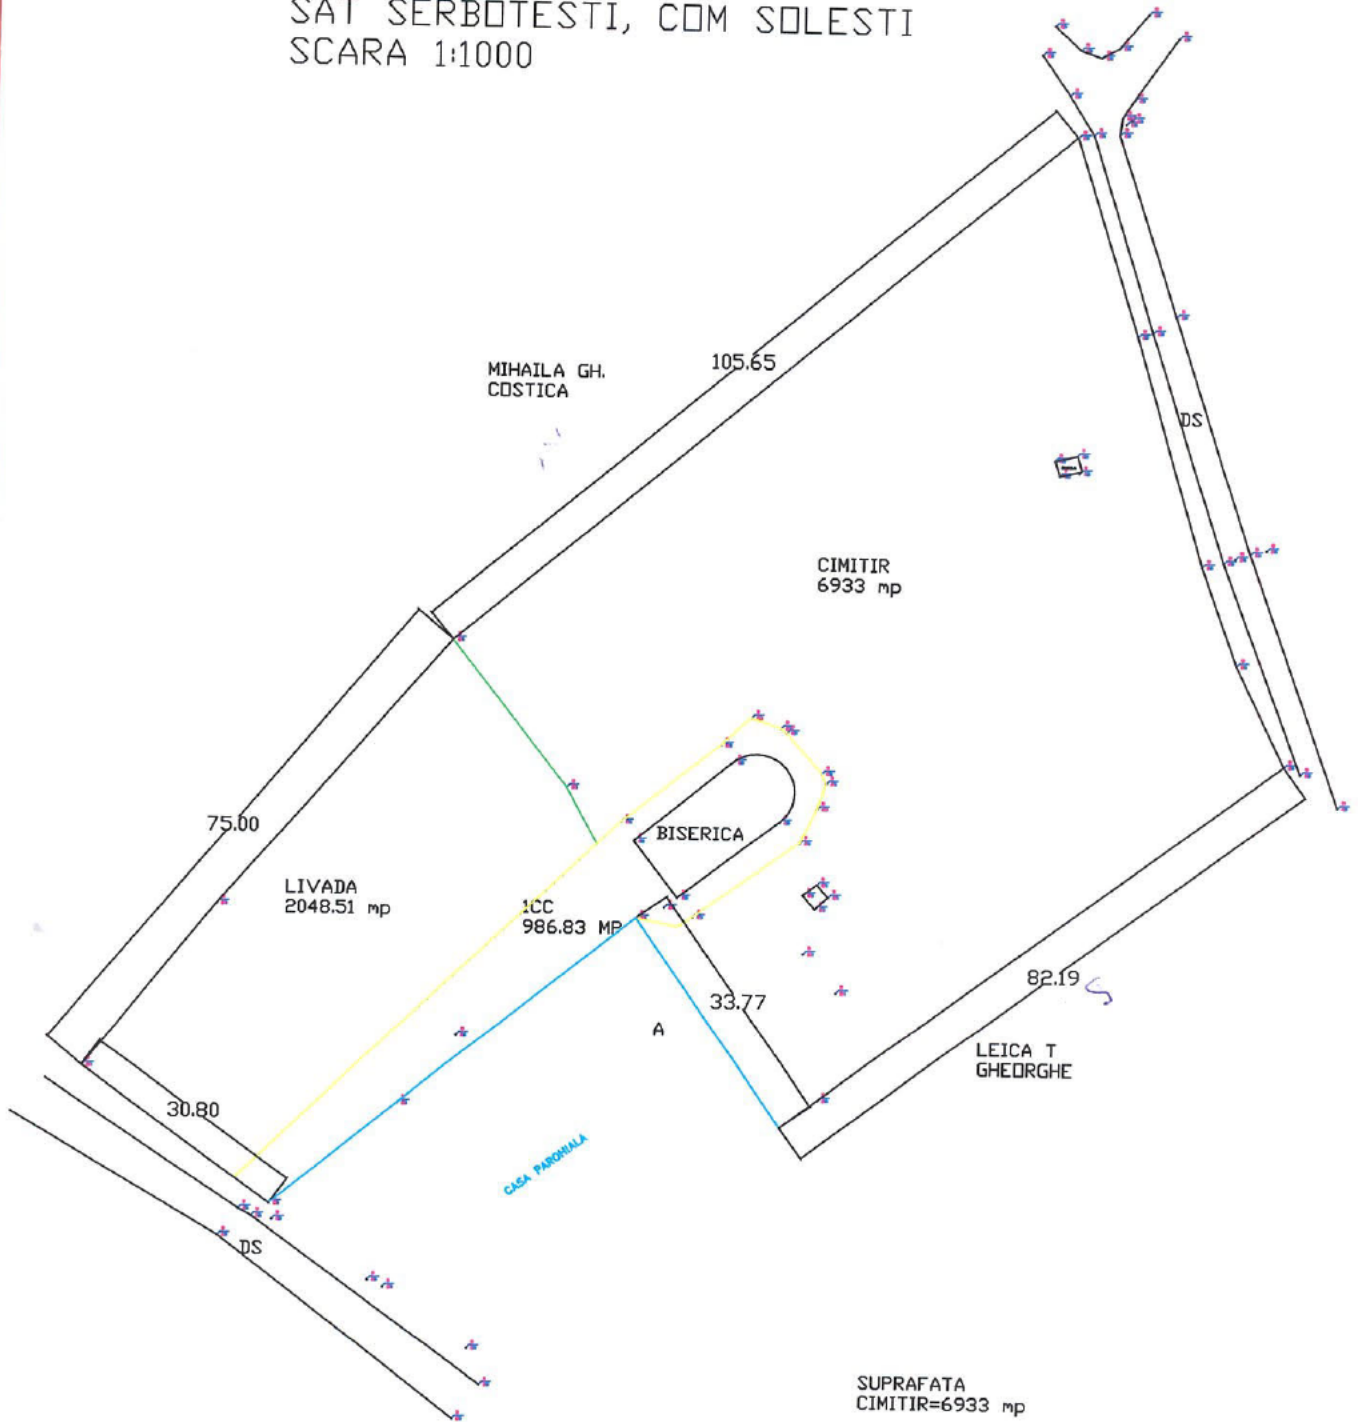 SAT SERBOTESTI, COM SOLESTI
SCARA 1:1000
105.65
MIHAILA GH.
COSTICA
DS
CIMITIR
6933 mp
75.00
BISERICA
LIVADA
2048.51 mp
1CC
986.83 MP
82.19
33.77
A
LEICA T
GHEORGHE
30.80
CASA PAROHIALA
DS
SUPRAFATA
CIMITIR=6933 mp